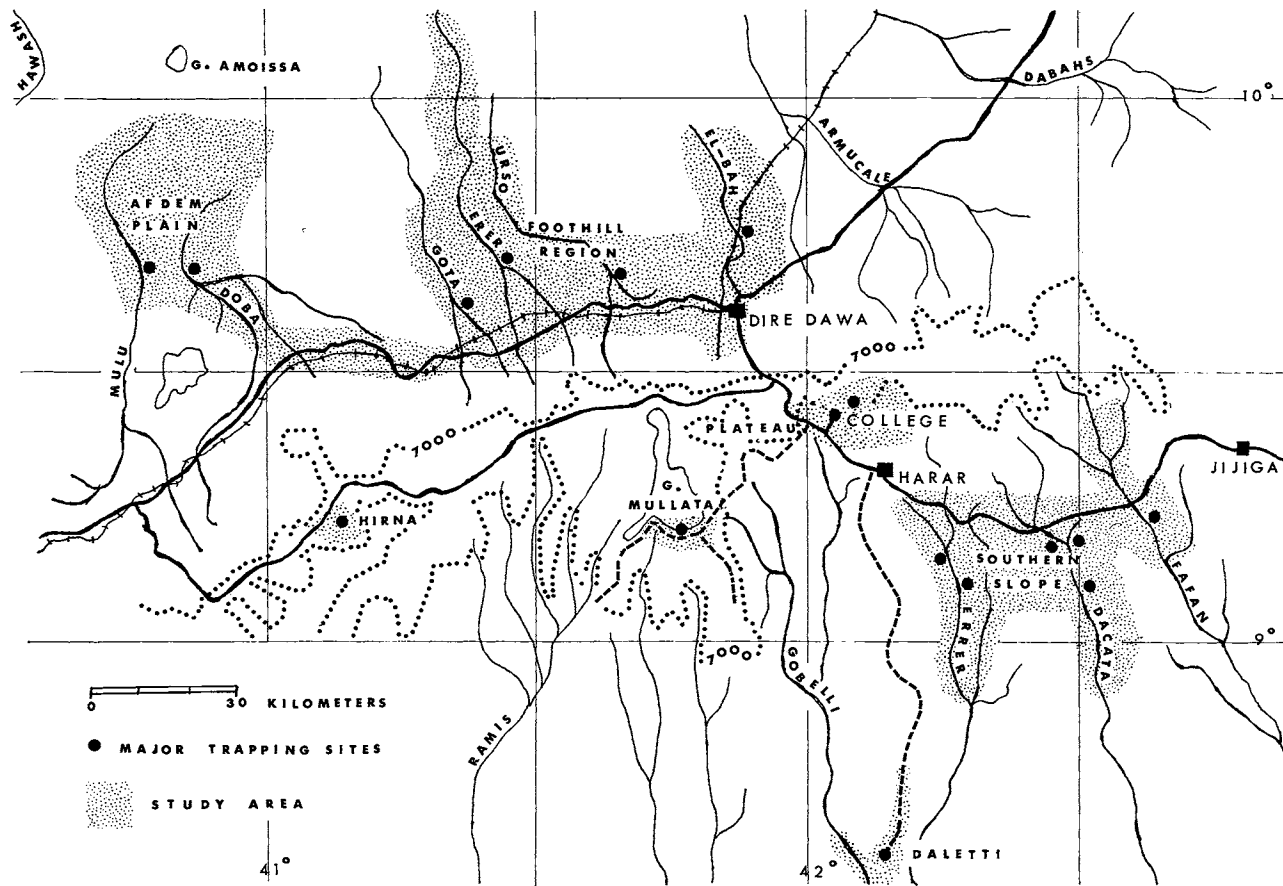 HAWASH
G. AMOISSA
DABAHS
10°
ARMUCALE
EL-BAH
URSO
AFDEM
PLAIN
ERER
FOOTHILL
REGION
GOTA
DOBA
DIRE DAWA
MULU
7000
7000
PLATEAU
COLLEGE
HARAR
JIJIGA
G.
MULLATA
HIRNA
SOUTHERN
SLOPE
FAFAN
ERRER
DACATA
9°
7000
GOBELLI
RAMIS
0 30 KILOMETERS
MAJOR TRAPPING SITES
STUDY AREA
DALETTI
41°
42°